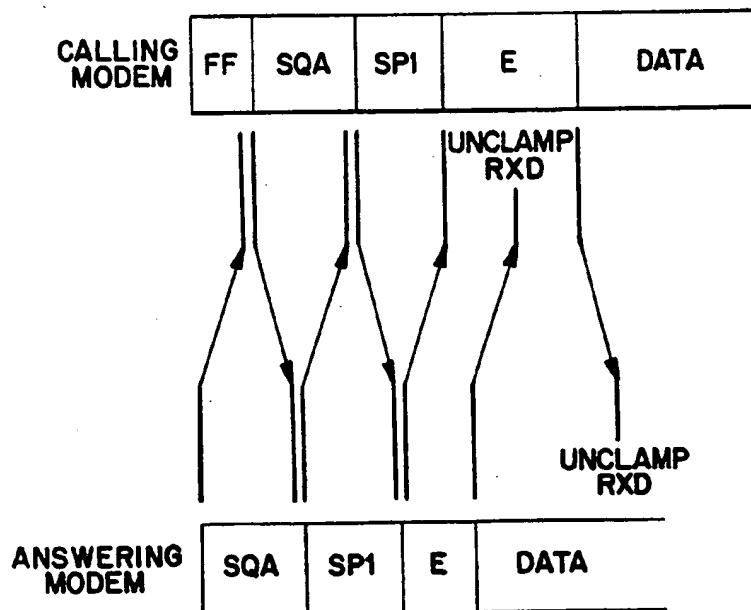 CALLING MODEM
FF SQA SP1 E DATA
UNCLAMP RXD
UNCLAMP RXD
ANSWERING MODEM
SQA SP1 E DATA